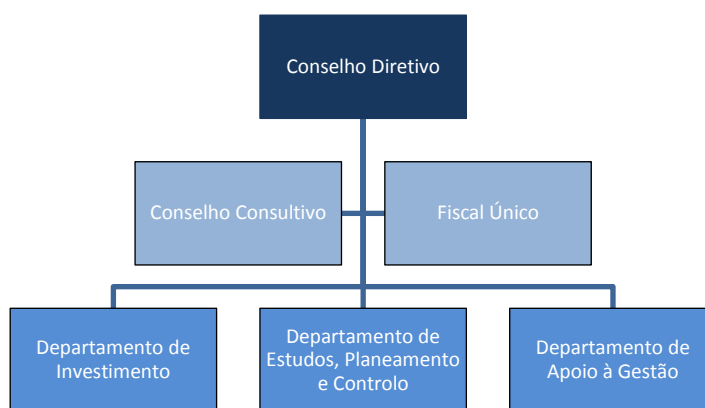 Conselho Diretivo
Conselho Consultivo
Fiscal Único
Departamento de
Investimento
Departamento de
Estudos, Planeamento
e Controlo
Departamento de
Apoio à Gestão